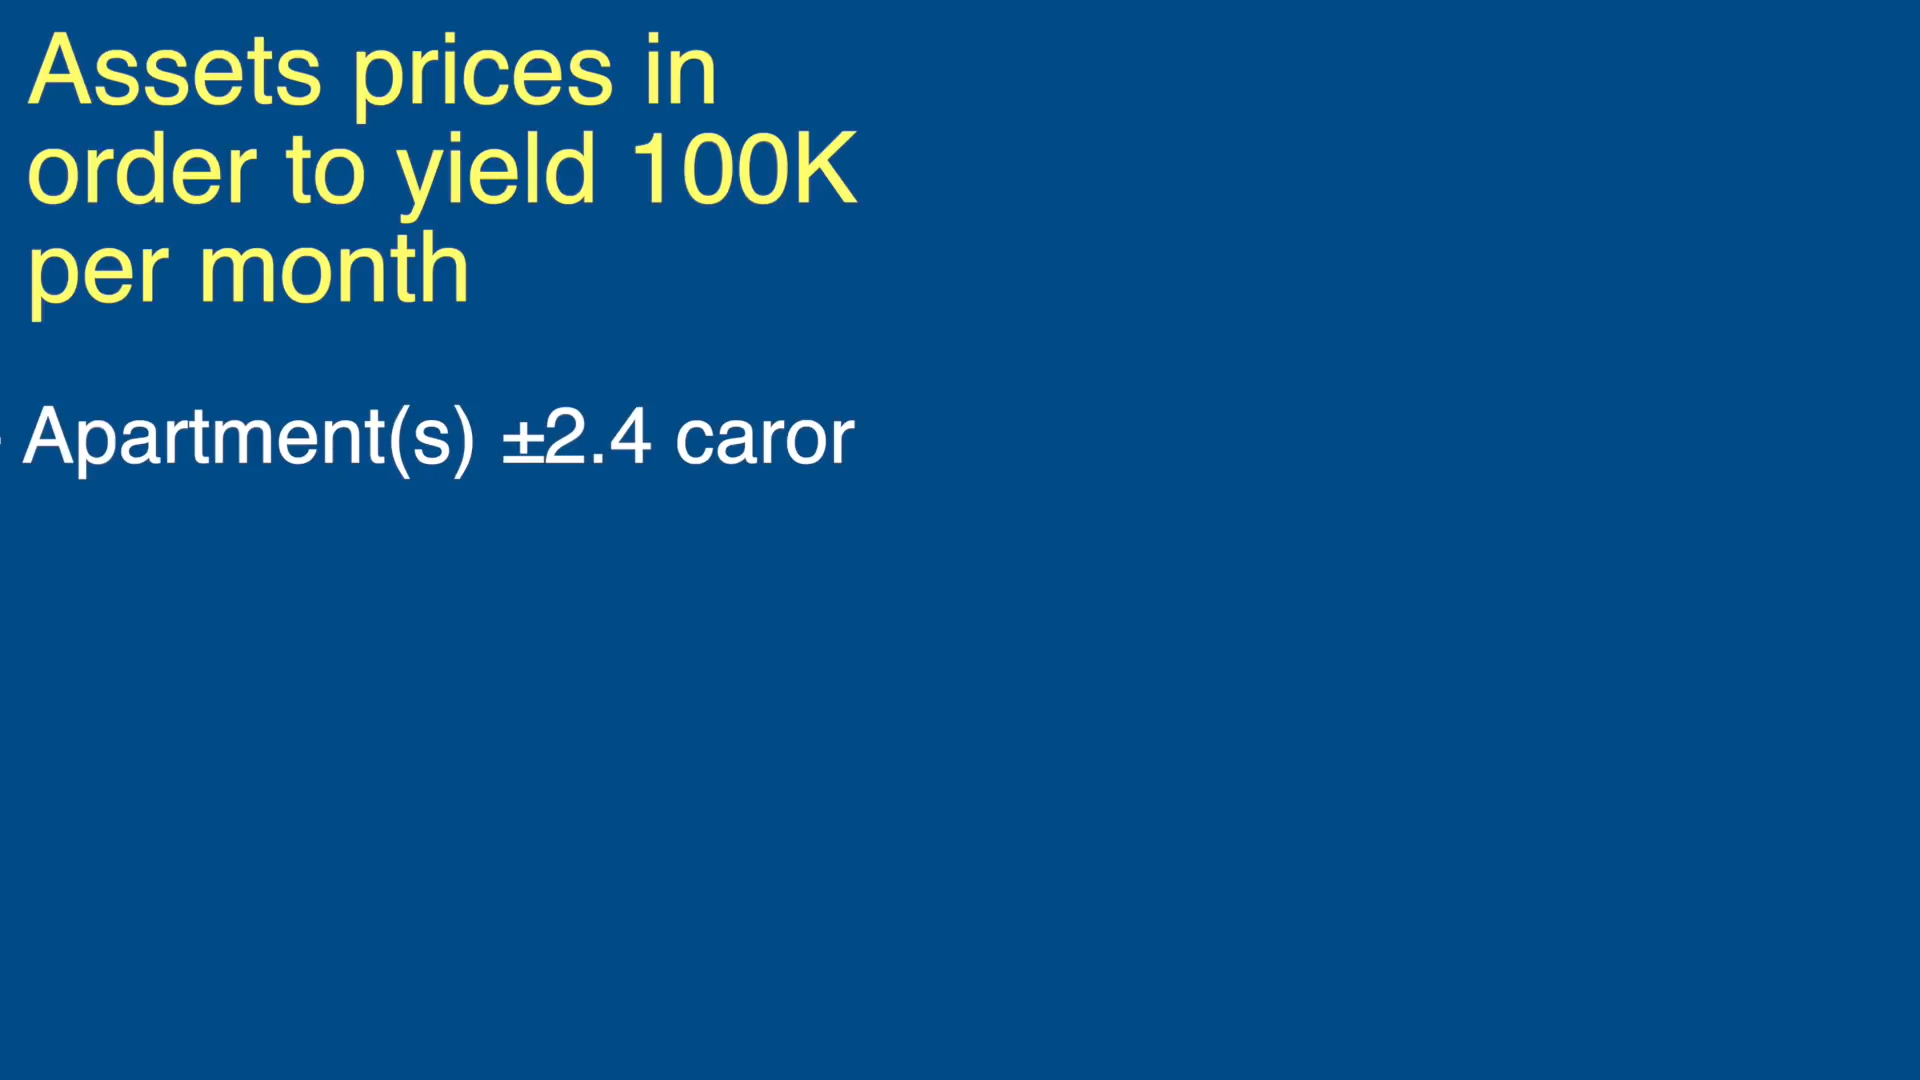 Assets prices in
order to yield 100K
per month
- Apartment(s) ±2.4 caror